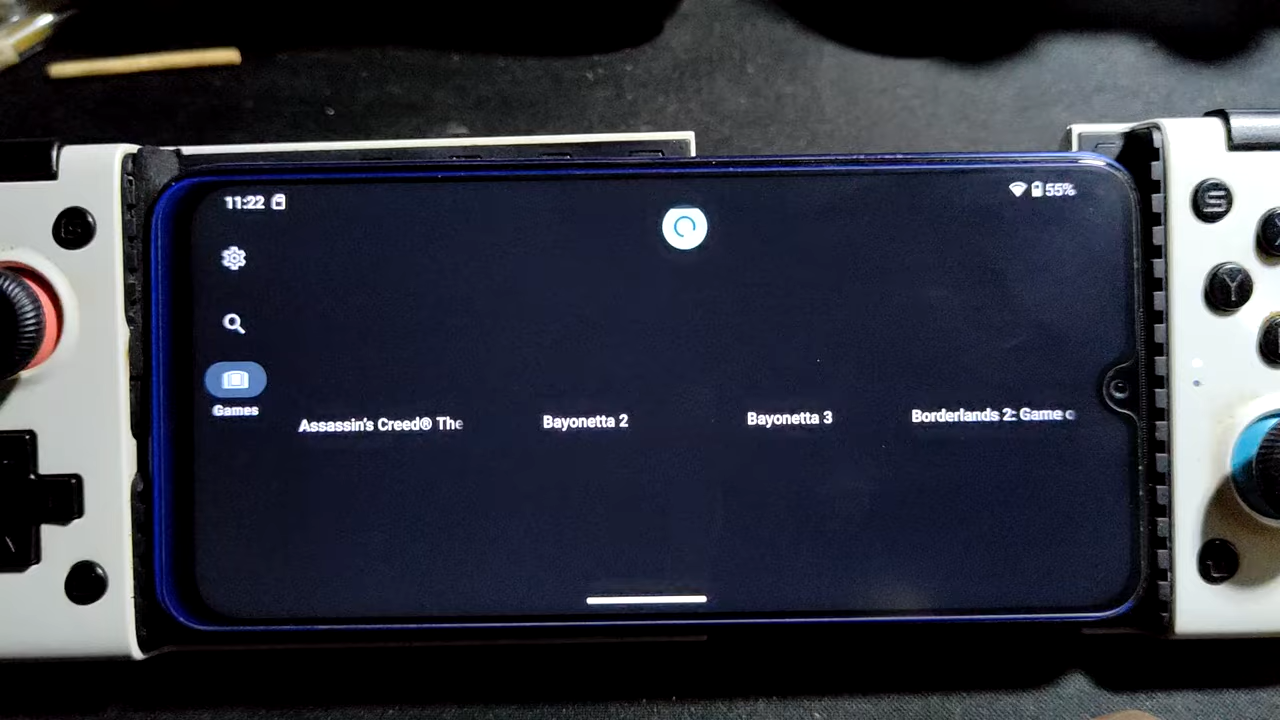 11:22
55%
Games
Assassin's Creed® The
Bayonetta 2
Bayonetta 3
Borderlands 2: Game
S
Y